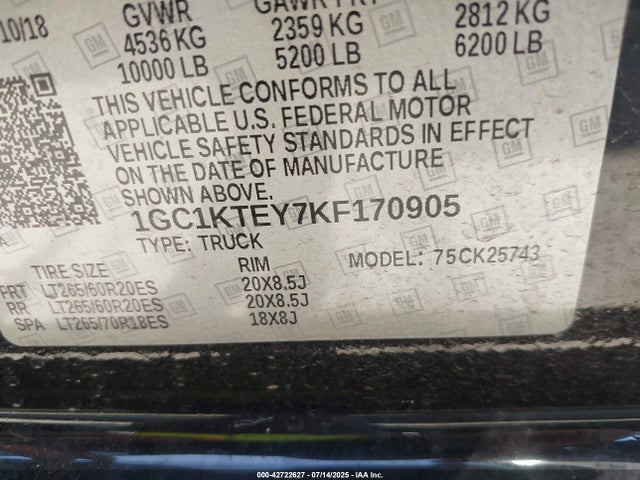 10/18 GVWR GAWR FRT
4536 KG 2359 KG 2812 KG
10000 LB 5200 LB 6200 LB
THIS VEHICLE CONFORMS TO ALL
APPLICABLE U.S. FEDERAL MOTOR
VEHICLE SAFETY STANDARDS IN EFFECT
ON THE DATE OF MANUFACTURE
SHOWN ABOVE.
1GC1KTEY7KF170905
TYPE: TRUCK MODEL: 75CK25743
TIRE SIZE RIM
FRT LT265/60R20ES 20X8.5J
RR LT265/60R20ES 20X8.5J
SPA LT265/70R18ES 18X8J
GM
000-42722627 - 07/14/2025 - IAA Inc.